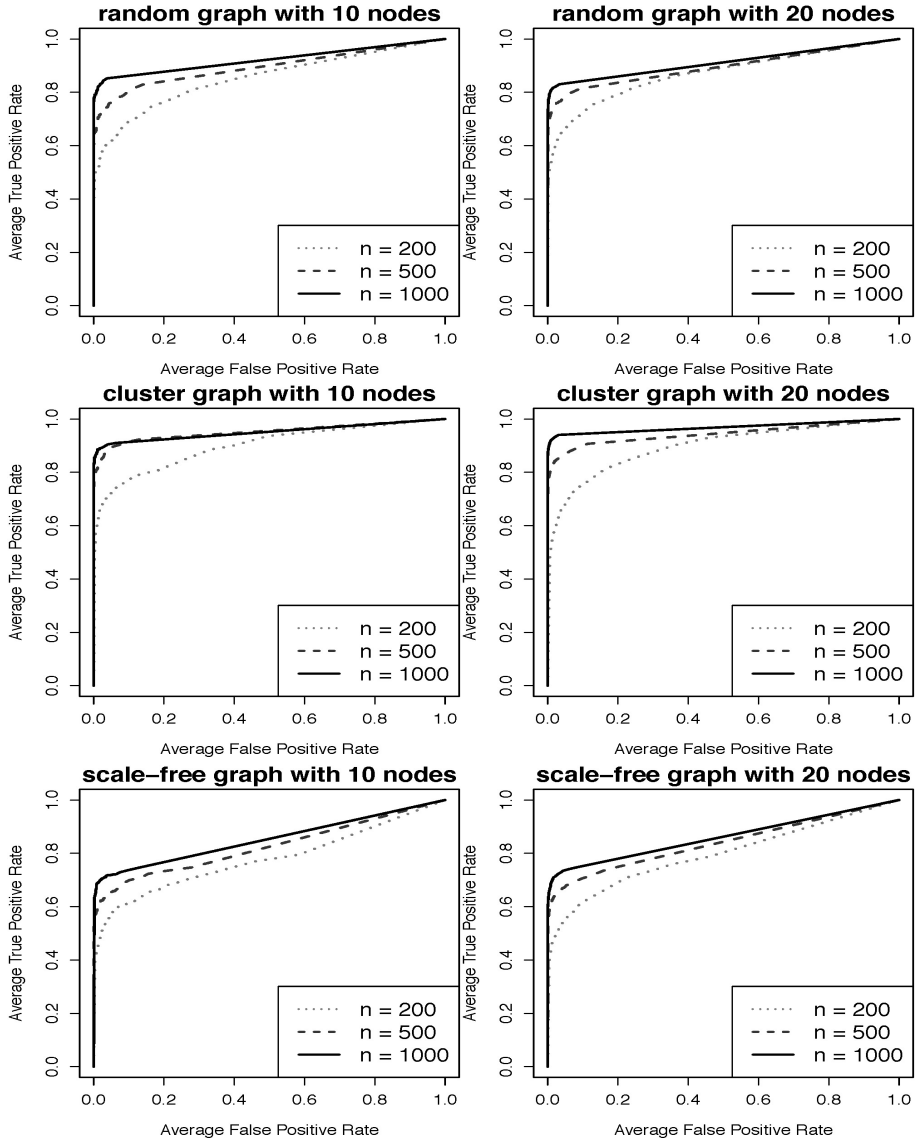 random graph with 10 nodes
Average True Positive Rate
0.0 0.2 0.4 0.6 0.8 1.0
n = 200
n = 500
n = 1000
0.0 0.2 0.4 0.6 0.8 1.0
Average False Positive Rate
random graph with 20 nodes
Average True Positive Rate
0.0 0.2 0.4 0.6 0.8 1.0
n = 200
n = 500
n = 1000
0.0 0.2 0.4 0.6 0.8 1.0
Average False Positive Rate
cluster graph with 10 nodes
Average True Positive Rate
0.0 0.2 0.4 0.6 0.8 1.0
n = 200
n = 500
n = 1000
0.0 0.2 0.4 0.6 0.8 1.0
Average False Positive Rate
cluster graph with 20 nodes
Average True Positive Rate
0.0 0.2 0.4 0.6 0.8 1.0
n = 200
n = 500
n = 1000
0.0 0.2 0.4 0.6 0.8 1.0
Average False Positive Rate
scale−free graph with 10 nodes
Average True Positive Rate
0.0 0.2 0.4 0.6 0.8 1.0
n = 200
n = 500
n = 1000
0.0 0.2 0.4 0.6 0.8 1.0
Average False Positive Rate
scale−free graph with 20 nodes
Average True Positive Rate
0.0 0.2 0.4 0.6 0.8 1.0
n = 200
n = 500
n = 1000
0.0 0.2 0.4 0.6 0.8 1.0
Average False Positive Rate